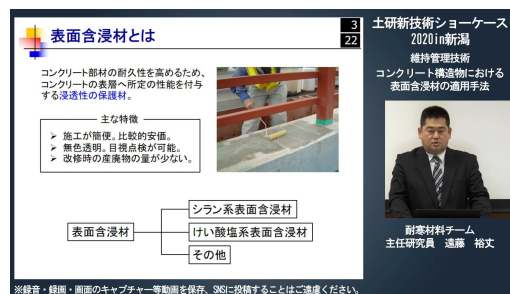 表面含浸材とは
3
22
コンクリート部材の耐久性を高めるため、
コンクリートの表層へ所定の性能を付与
する浸透性の保護材。
主な特徴
➢ 施工が簡便。比較的安価。
➢ 無色透明。目視点検が可能。
➢ 改修時の産廃物の量が少ない。
表面含浸材
シラン系表面含浸材
けい酸塩系表面含浸材
その他
土研新技術ショーケース
2020in新潟
維持管理技術
コンクリート構造物における
表面含浸材の適用手法
耐寒材料チーム
主任研究員 遠藤 裕丈
※録音・録画・画面のキャプチャー等動画を保存、SNSに投稿することはご遠慮ください。